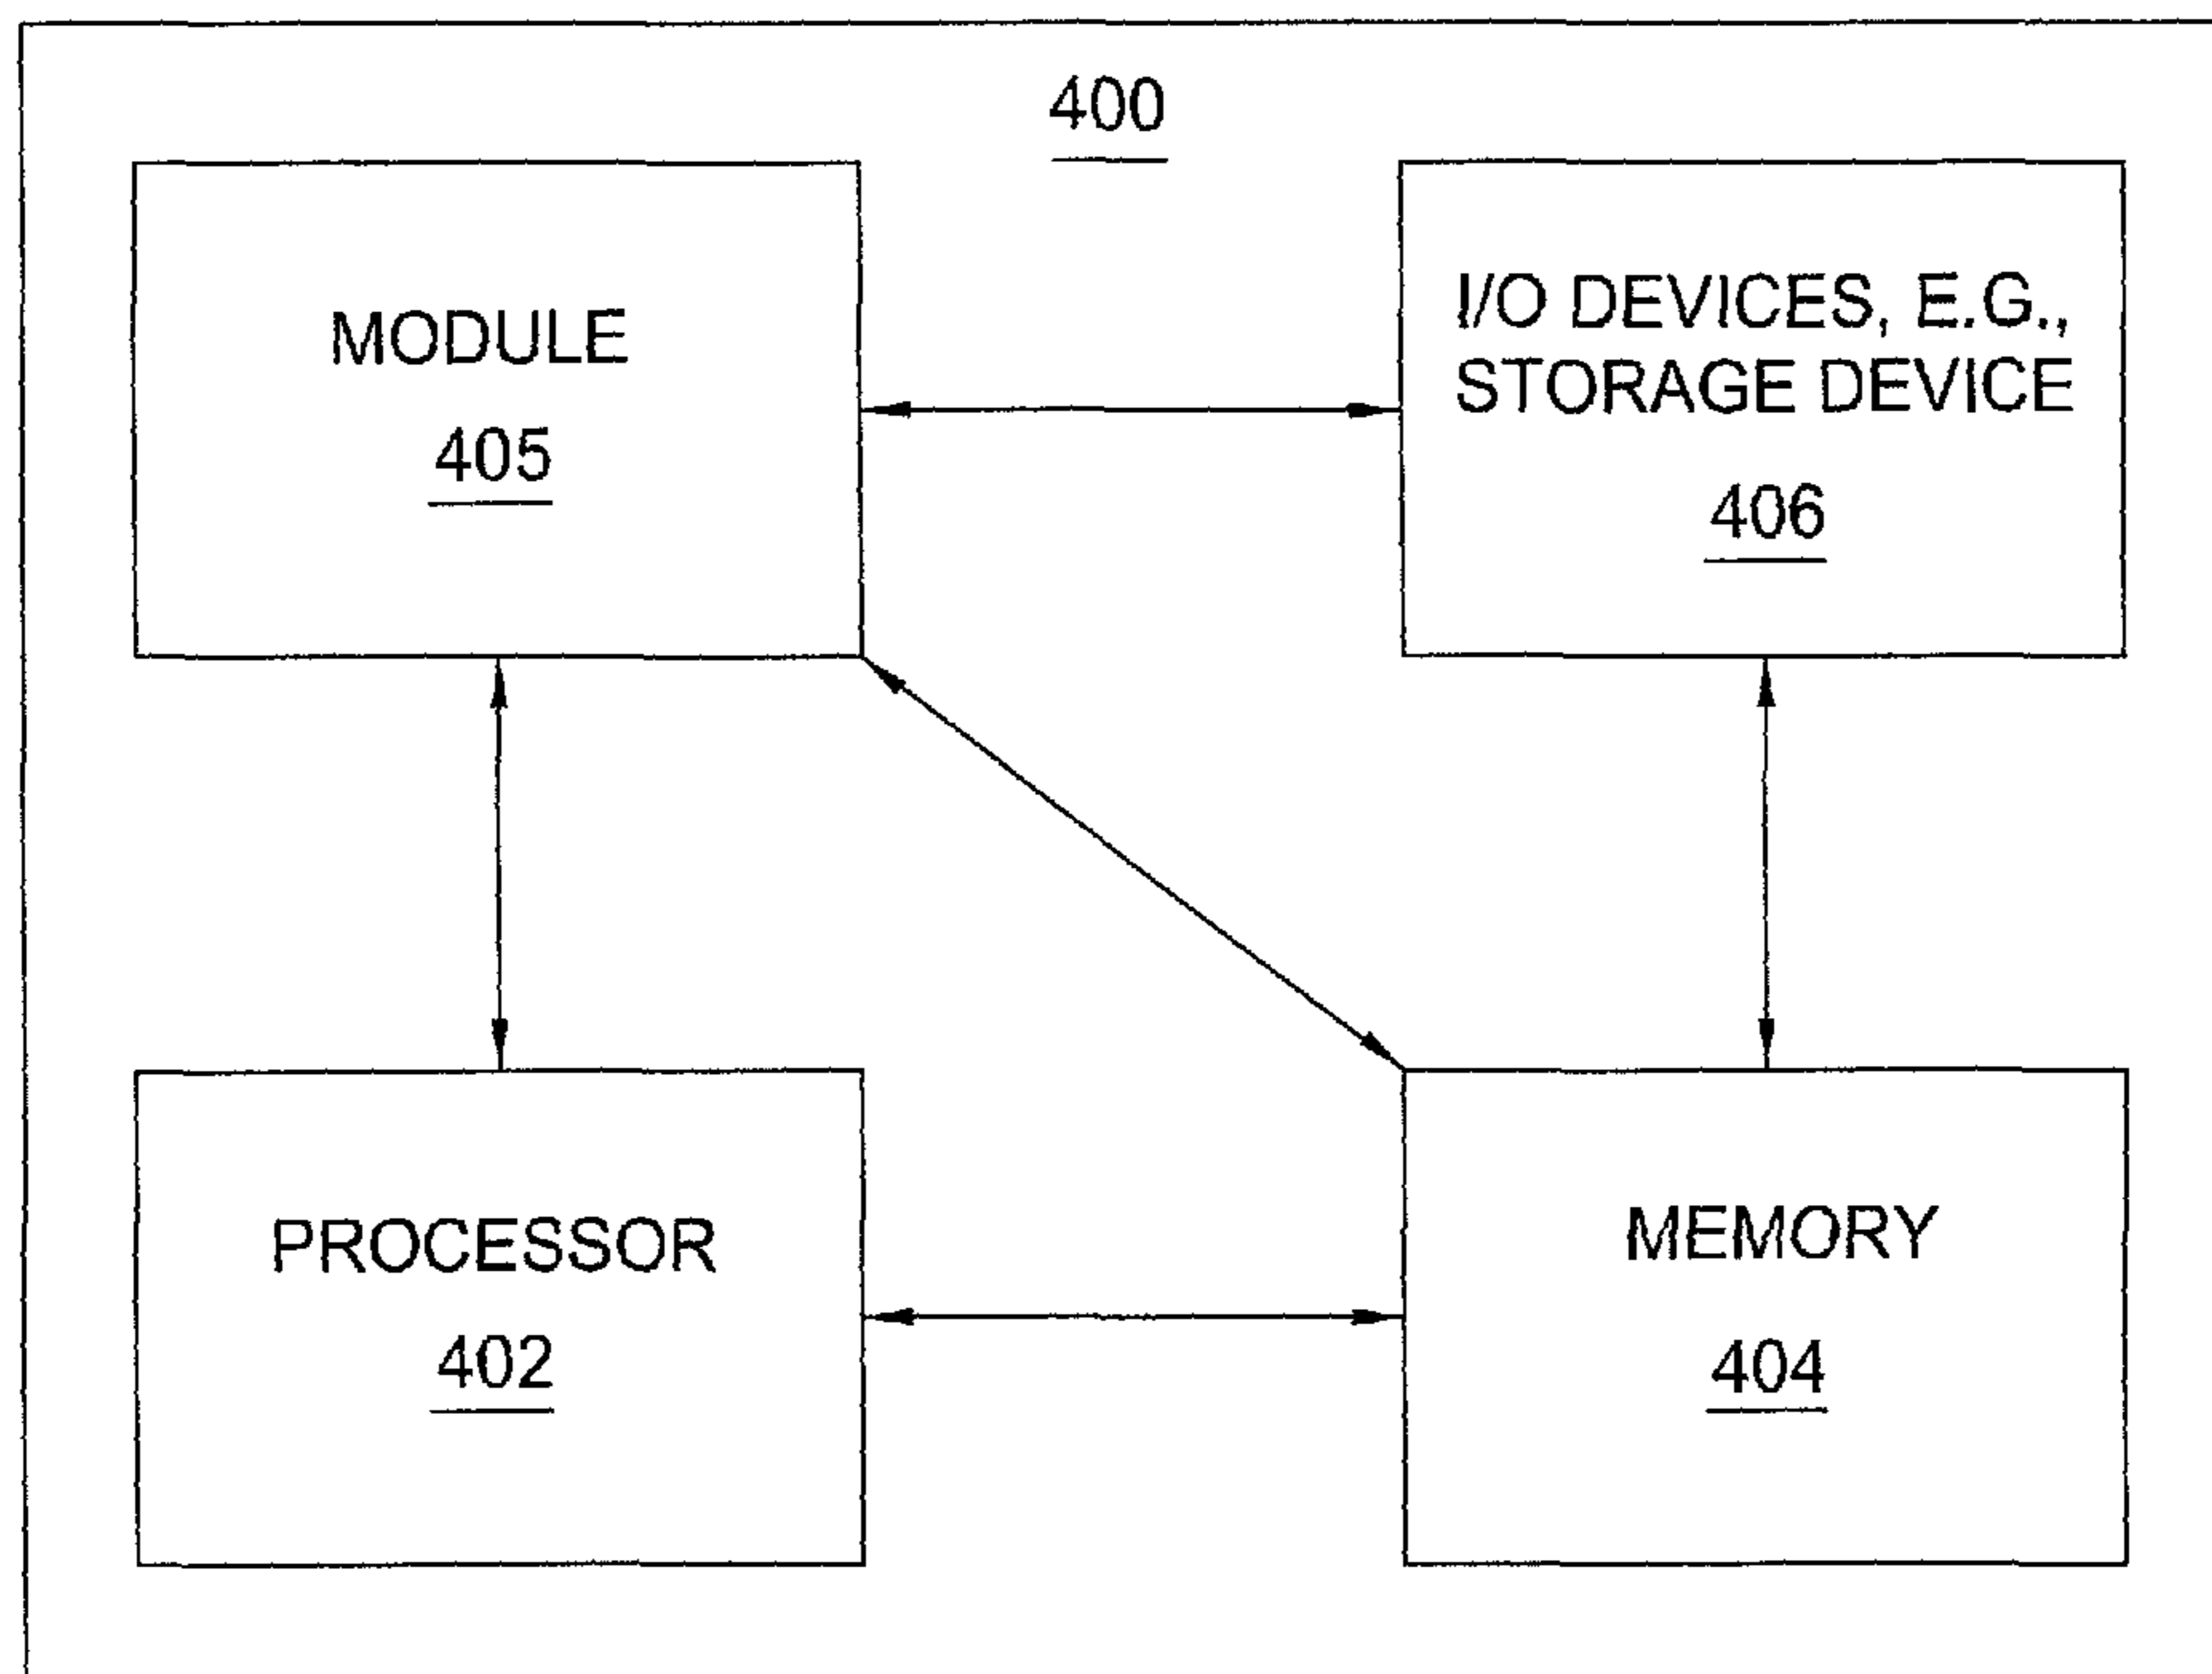 400
MODULE
405
I/O DEVICES, E.G.,
STORAGE DEVICE
406
PROCESSOR
402
MEMORY
404